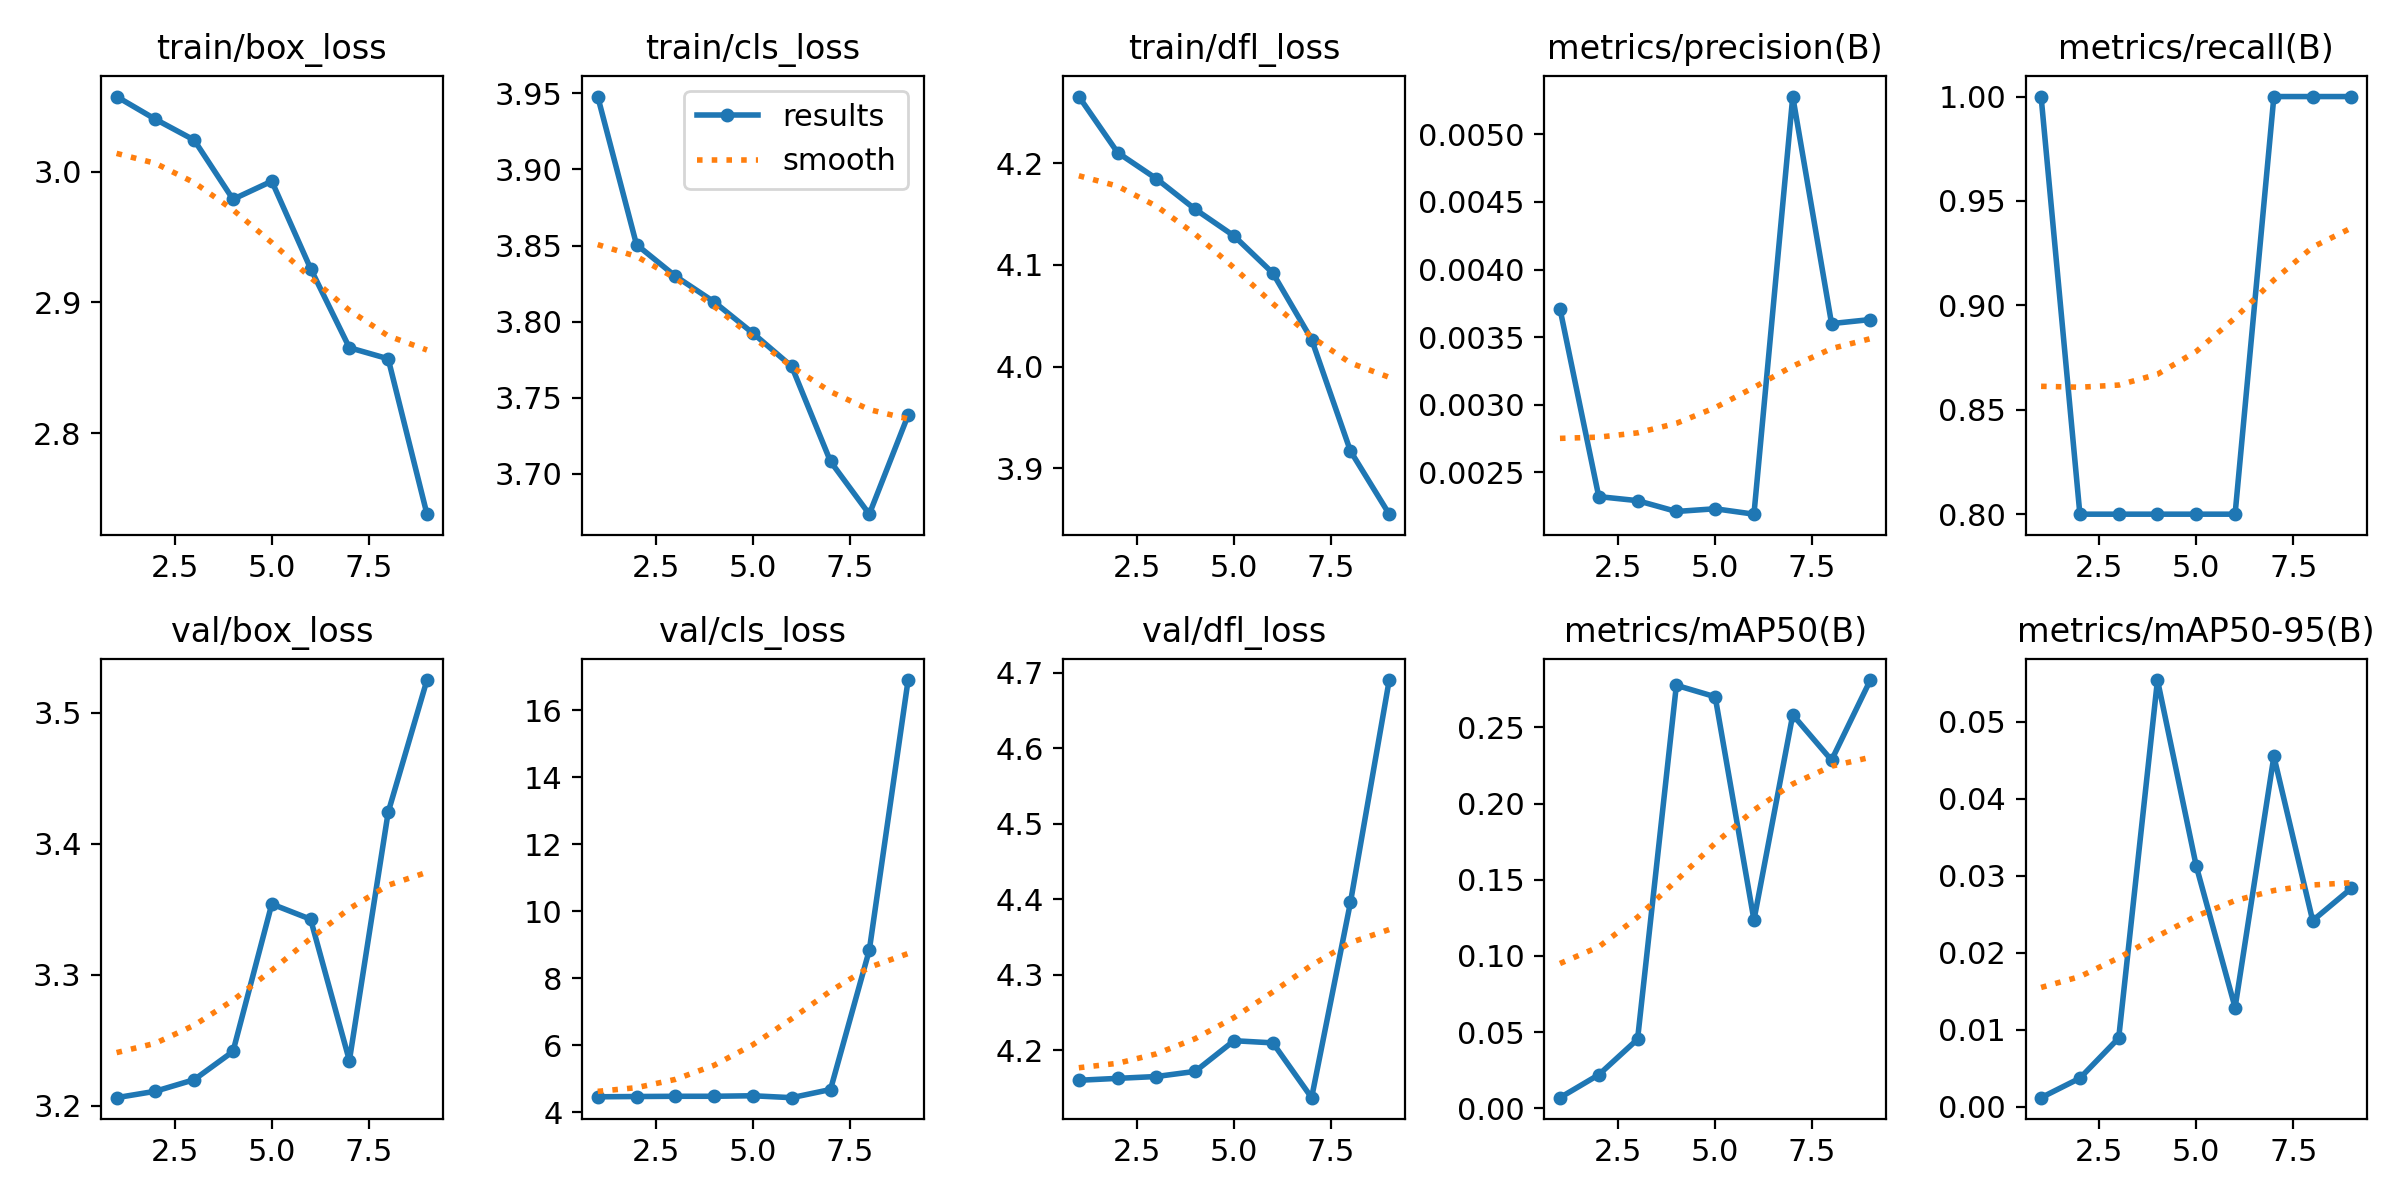 train/box_loss
3.0
2.9
2.8
2.5 5.0 7.5
train/cls_loss
results
smooth
3.95
3.90
3.85
3.80
3.75
3.70
2.5 5.0 7.5
train/dfl_loss
4.2
4.1
4.0
3.9
2.5 5.0 7.5
metrics/precision(B)
0.0050
0.0045
0.0040
0.0035
0.0030
0.0025
2.5 5.0 7.5
metrics/recall(B)
1.00
0.95
0.90
0.85
0.80
2.5 5.0 7.5
val/box_loss
3.5
3.4
3.3
3.2
2.5 5.0 7.5
val/cls_loss
16
14
12
10
8
6
4
2.5 5.0 7.5
val/dfl_loss
4.7
4.6
4.5
4.4
4.3
4.2
2.5 5.0 7.5
metrics/mAP50(B)
0.25
0.20
0.15
0.10
0.05
0.00
2.5 5.0 7.5
metrics/mAP50-95(B)
0.05
0.04
0.03
0.02
0.01
0.00
2.5 5.0 7.5